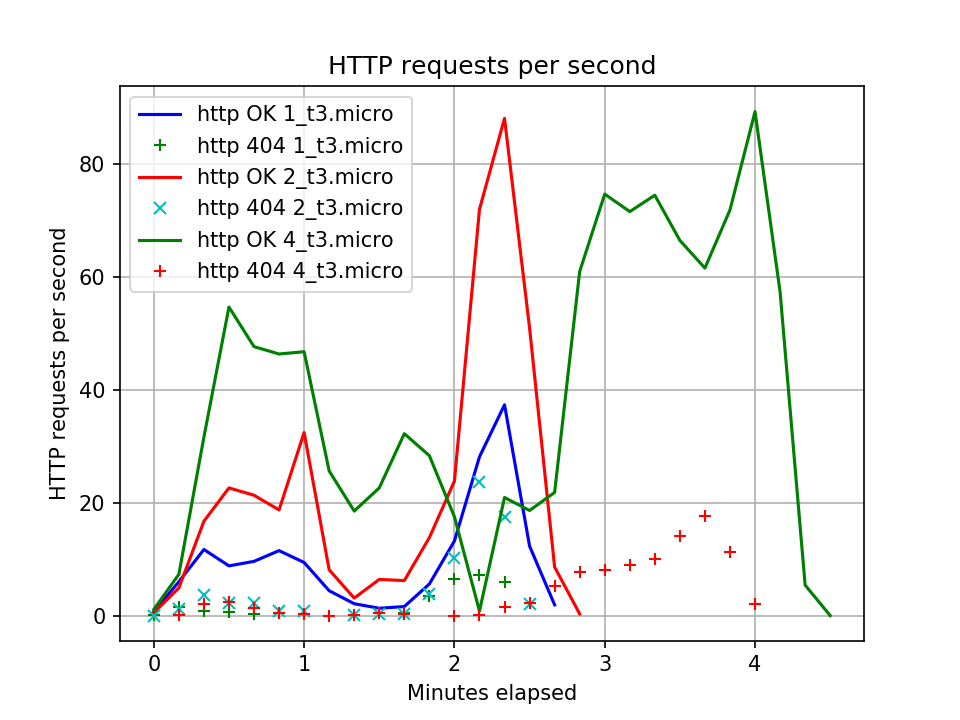 HTTP requests per second
http OK 1_t3.micro
http 404 1_t3.micro
http OK 2_t3.micro
http 404 2_t3.micro
http OK 4_t3.micro
http 404 4_t3.micro
HTTP requests per second
80
60
40
20
0
0 1 2 3 4
Minutes elapsed